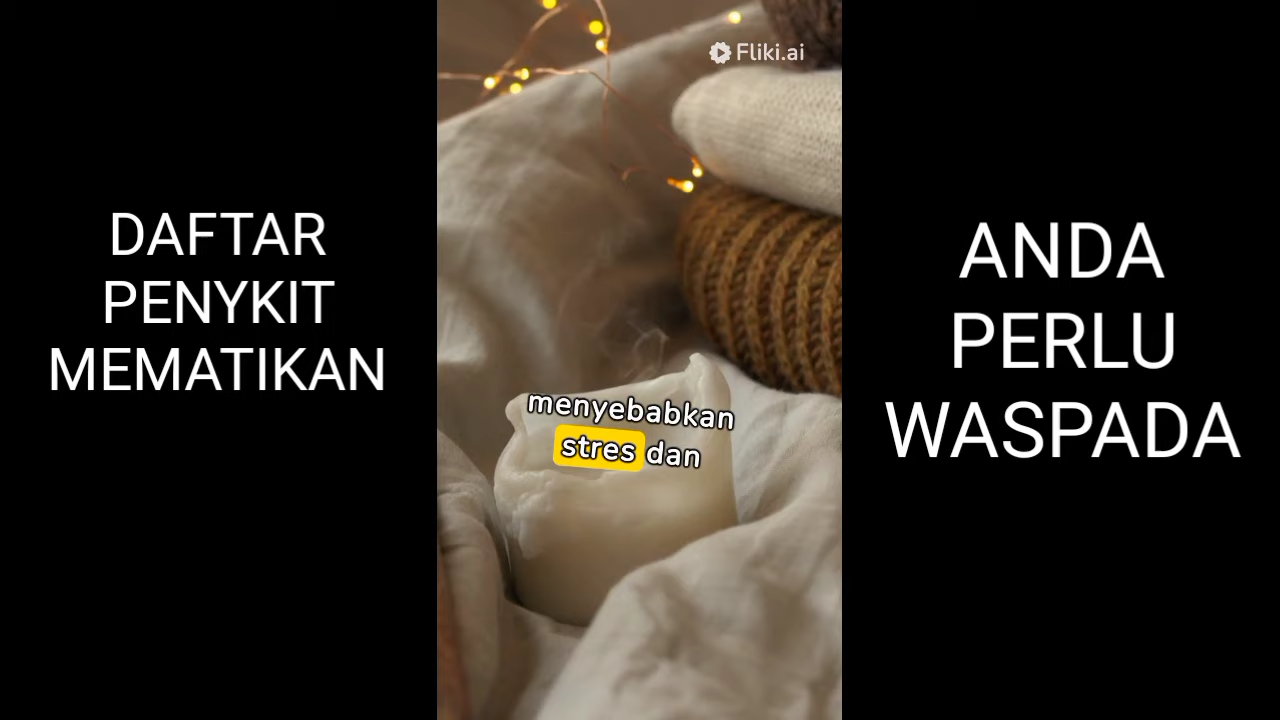 DAFTAR
PENYKIT
MEMATIKAN
Fliki.ai
menyebabkan
stres dan
ANDA
PERLU
WASPADA